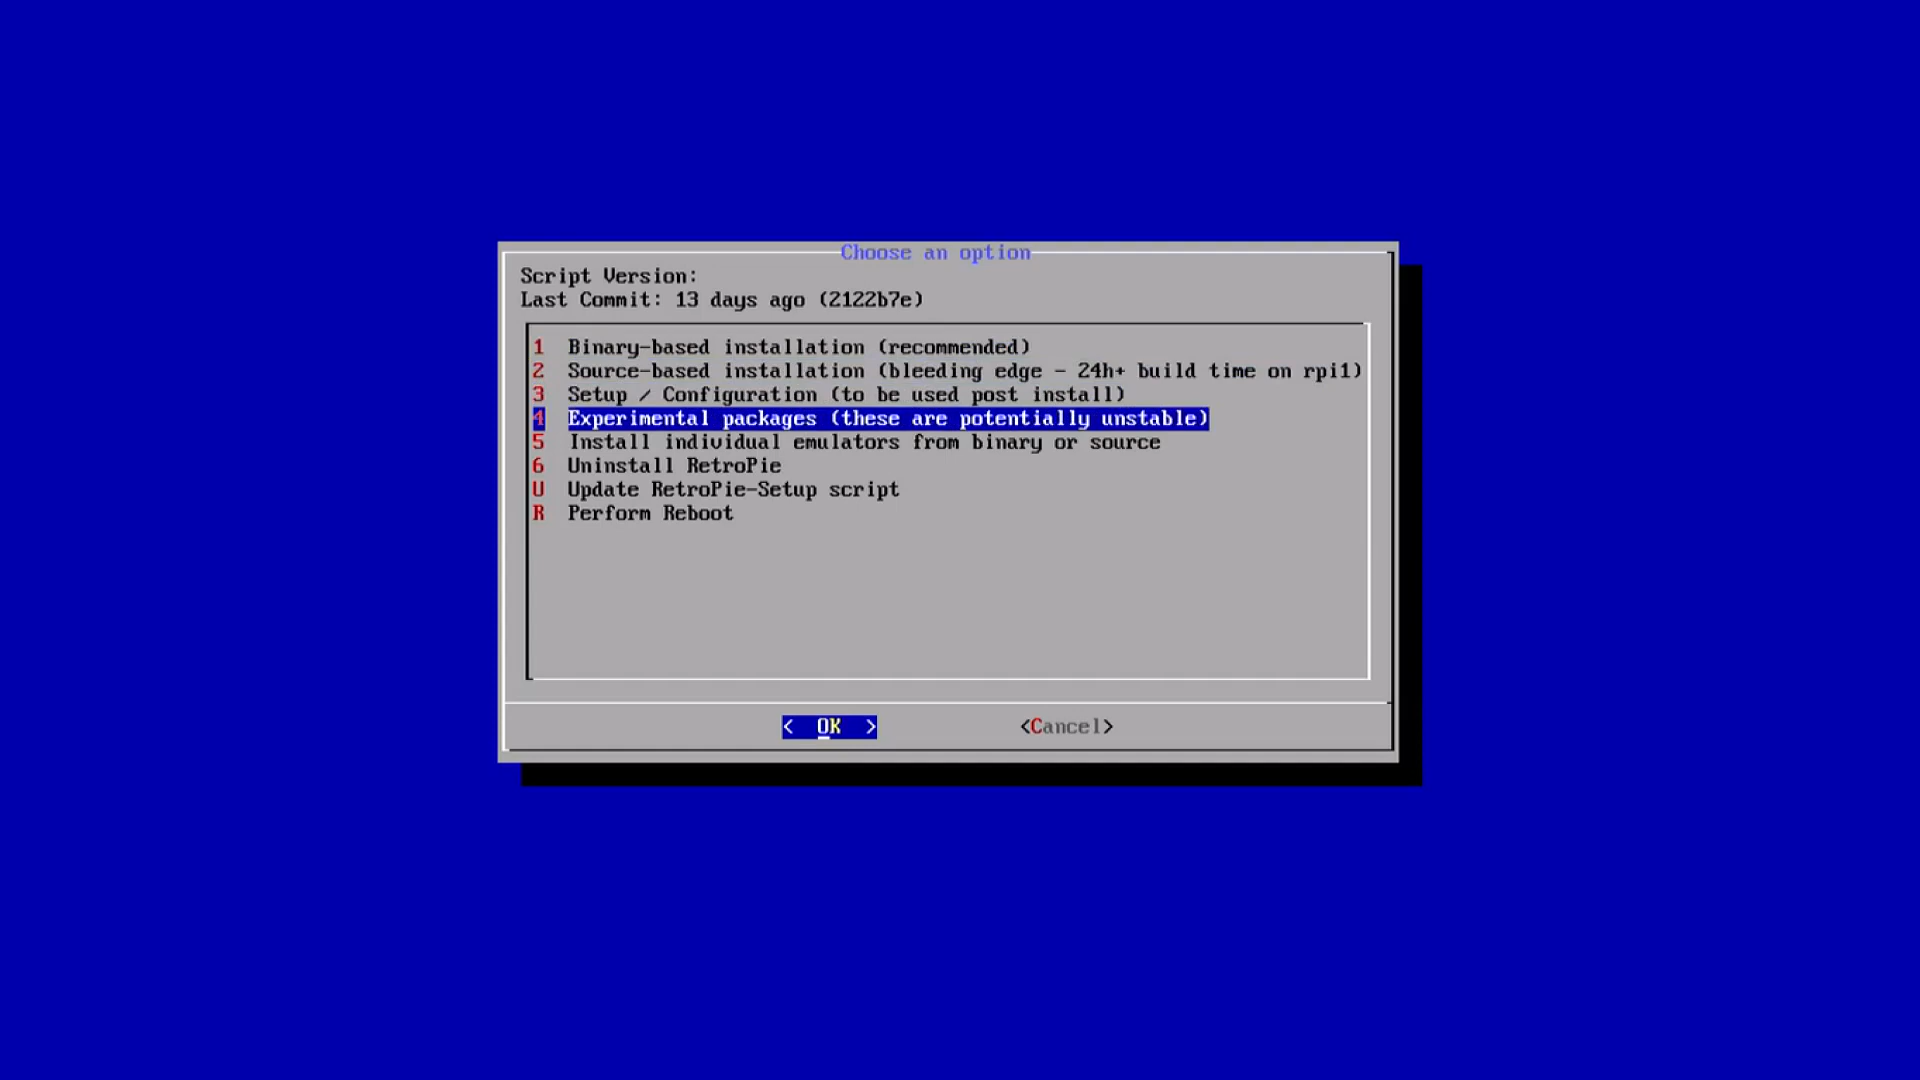 Choose an option
Script Version:
Last Commit: 13 days ago (2122b7e)
1 Binary-based installation (recommended)
2 Source-based installation (bleeding edge - 24h+ build time on rpi1)
3 Setup / Configuration (to be used post install)
4 Experimental packages (these are potentially unstable)
5 Install individual emulators from binary or source
6 Uninstall RetroPie
U Update RetroPie-Setup script
R Perform Reboot
< OK > <Cancel>